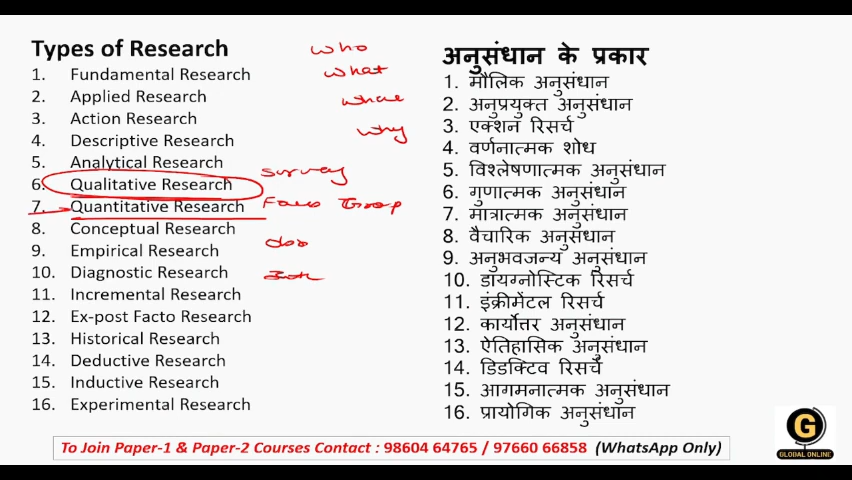 Types of Research
1. Fundamental Research
2. Applied Research
3. Action Research
4. Descriptive Research
5. Analytical Research
6. Qualitative Research
7. Quantitative Research
8. Conceptual Research
9. Empirical Research
10. Diagnostic Research
11. Incremental Research
12. Ex-post Facto Research
13. Historical Research
14. Deductive Research
15. Inductive Research
16. Experimental Research
who
what
why
survey
अनुसंधान के प्रकार
1. मौलिक अनुसंधान
2. अनुप्रयुक्त अनुसंधान
3. एक्शन रिसर्च
4. वर्णनात्मक शोध
5. विश्लेषणात्मक अनुसंधान
6. गुणात्मक अनुसंधान
7. मात्रात्मक अनुसंधान
8. वैचारिक अनुसंधान
9. अनुभवजन्य अनुसंधान
10. डायग्नोस्टिक रिसर्च
11. इंक्रीमेंटल रिसर्च
12. कार्योत्तर अनुसंधान
13. ऐतिहासिक अनुसंधान
14. डिडक्टिव रिसर्च
15. आगमनात्मक अनुसंधान
16. प्रायोगिक अनुसंधान
To Join Paper-1 & Paper-2 Courses Contact : 98604 64765 / 97660 66858 (WhatsApp Only)
G
GLOBAL ONLINE